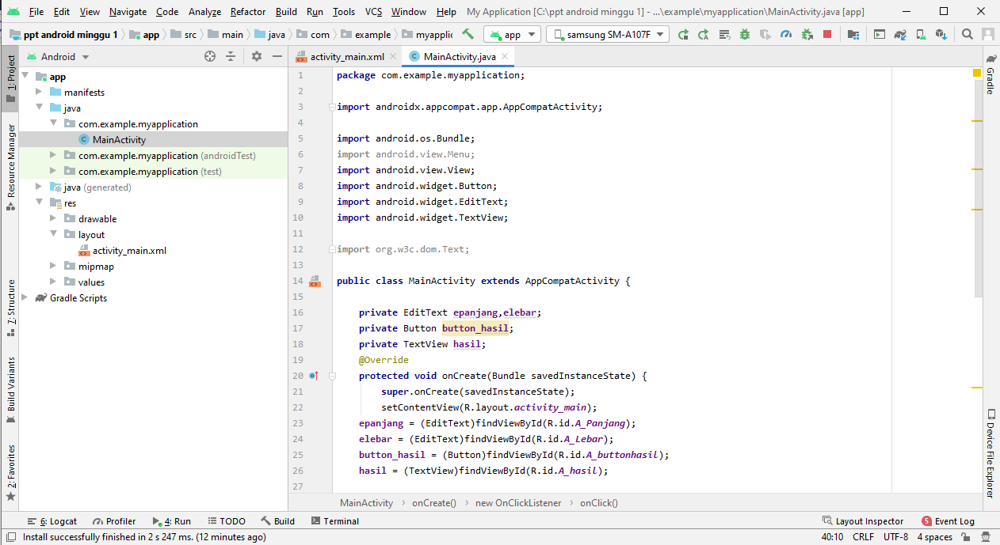 File Edit View Navigate Code Analyze Refactor Build Run Tools VCS Window Help My Application [C:\ppt android minggu 1] - ...\example\myapplication\MainActivity.java [app]
ppt android minggu 1 app src main java com example myapplic app samsung SM-A107F
Android activity_main.xml MainActivity.java
1: Project
Resource Manager
7: Structure
Build Variants
2: Favorites
app
manifests
java
com.example.myapplication
MainActivity
com.example.myapplication (androidTest)
com.example.myapplication (test)
java (generated)
res
drawable
layout
activity_main.xml
mipmap
values
Gradle Scripts
1 package com.example.myapplication;
2
3 import androidx.appcompat.app.AppCompatActivity;
4
5 import android.os.Bundle;
6 import android.view.Menu;
7 import android.view.View;
8 import android.widget.Button;
9 import android.widget.EditText;
10 import android.widget.TextView;
11
12 import org.w3c.dom.Text;
13
14 public class MainActivity extends AppCompatActivity {
15
16 private EditText epanjang,elebar;
17 private Button button_hasil;
18 private TextView hasil;
19 @Override
20 protected void onCreate(Bundle savedInstanceState) {
21 super.onCreate(savedInstanceState);
22 setContentView(R.layout.activity_main);
23 epanjang = (EditText)findViewById(R.id.A_Panjang);
24 elebar = (EditText)findViewById(R.id.A_Lebar);
25 button_hasil = (Button)findViewById(R.id.A_buttonhasil);
26 hasil = (TextView)findViewById(R.id.A_hasil);
27
MainActivity onCreate() new OnClickListener onClick()
Gradle
Device File Explorer
6: Logcat Profiler 4: Run TODO Build Terminal Layout Inspector 5 Event Log
Install successfully finished in 2 s 247 ms. (12 minutes ago) 40:10 CRLF UTF-8 4 spaces